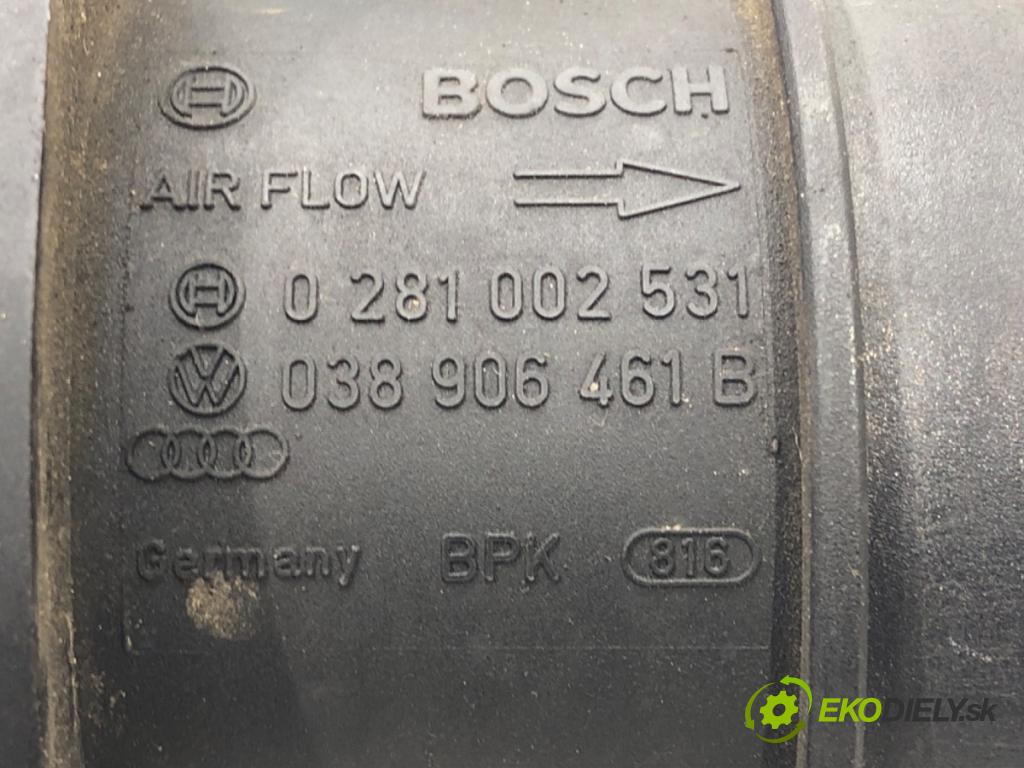 BOSCH
AIR FLOW
0 281 002 531
038 906 461 B
Germany BPK 816
EKODIELY.sk